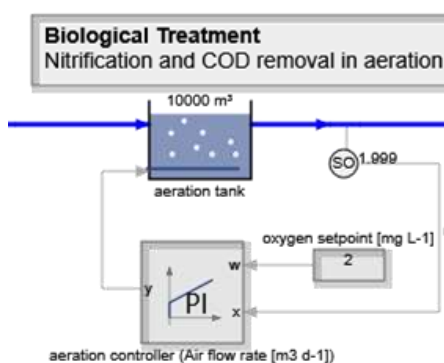 Biological Treatment
Nitrification and COD removal in aeration
10000 m³
SO 1.999
aeration tank
oxygen setpoint [mg L-1]
2
w
y
PI
x
aeration controller (Air flow rate [m3 d-1])